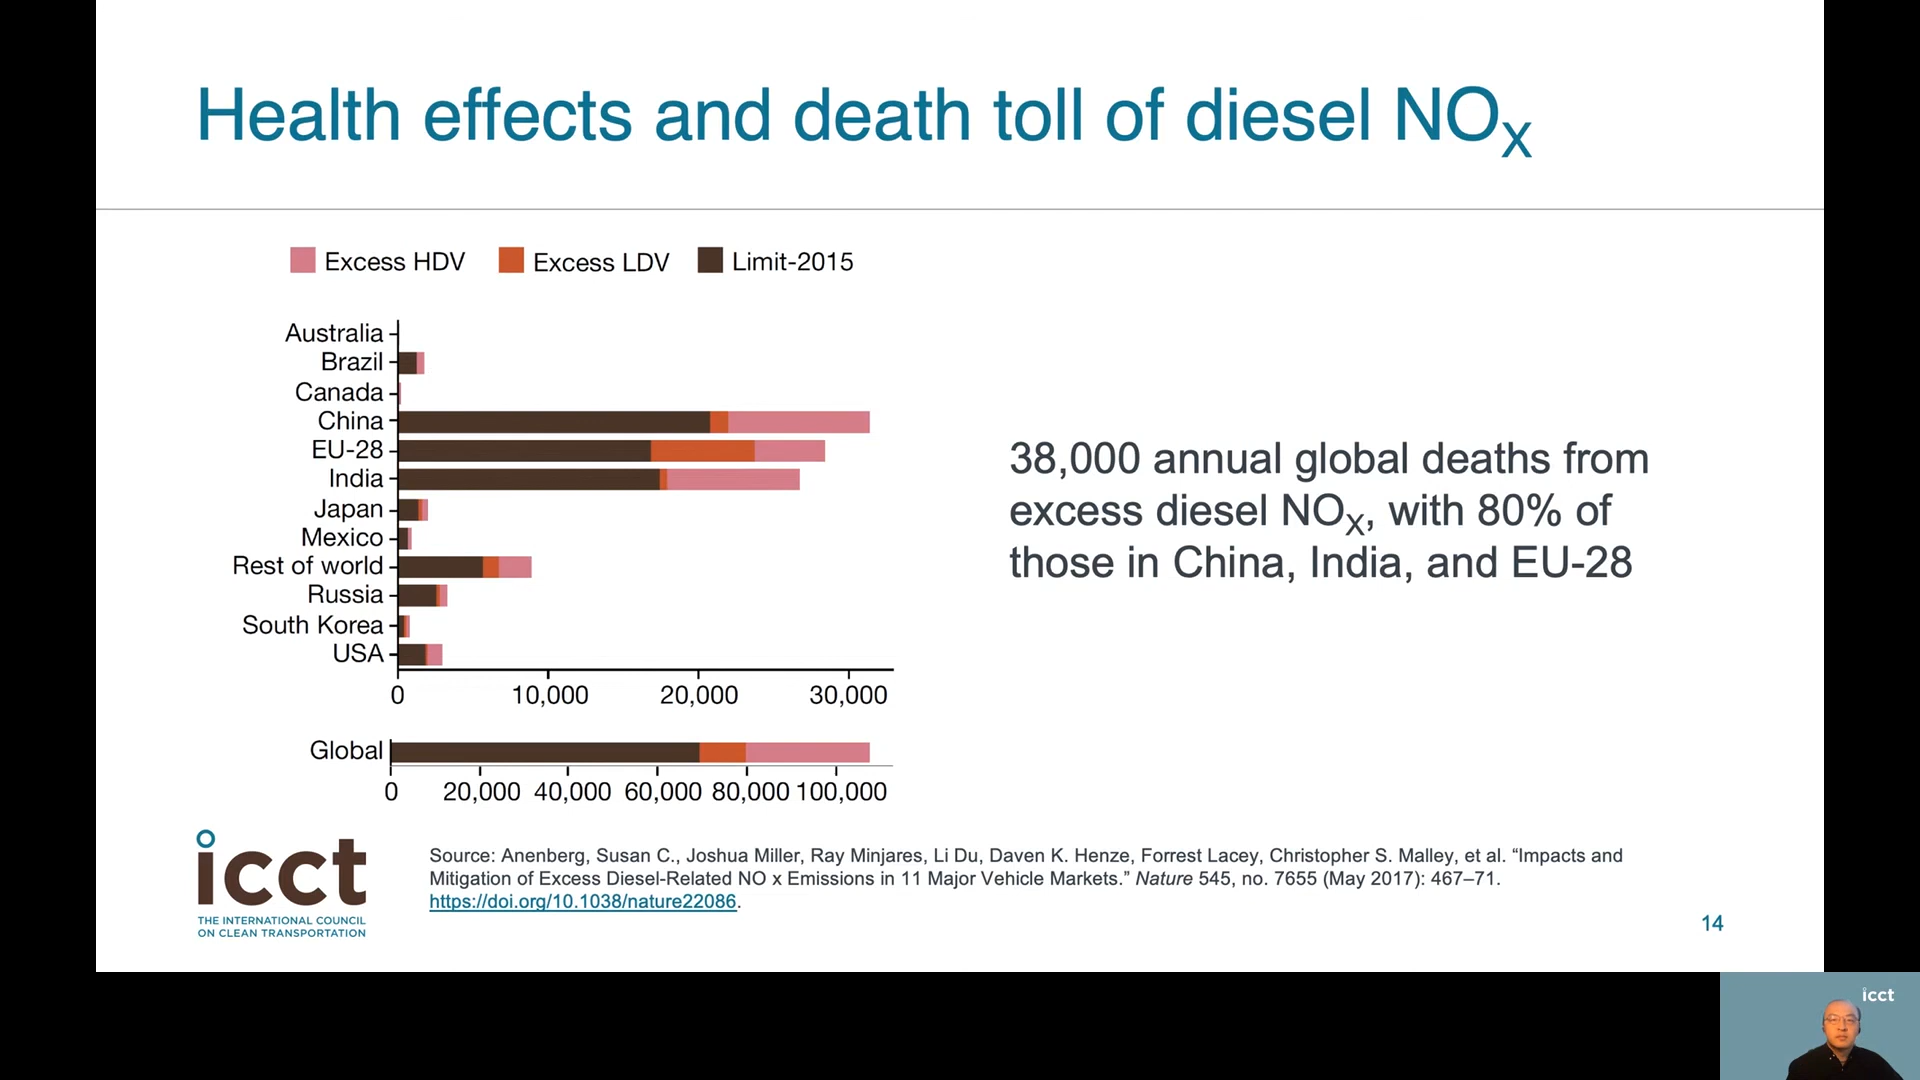 Health effects and death toll of diesel NOX
Excess HDV Excess LDV Limit-2015
Australia
Brazil
Canada
China
EU-28
India
Japan
Mexico
Rest of world
Russia
South Korea
USA
0 10,000 20,000 30,000
Global
0 20,000 40,000 60,000 80,000 100,000
38,000 annual global deaths from
excess diesel NOX, with 80% of
those in China, India, and EU-28
icct
THE INTERNATIONAL COUNCIL
ON CLEAN TRANSPORTATION
Source: Anenberg, Susan C., Joshua Miller, Ray Minjares, Li Du, Daven K. Henze, Forrest Lacey, Christopher S. Malley, et al. “Impacts and
Mitigation of Excess Diesel-Related NO x Emissions in 11 Major Vehicle Markets.” Nature 545, no. 7655 (May 2017): 467–71.
https://doi.org/10.1038/nature22086.
14
icct